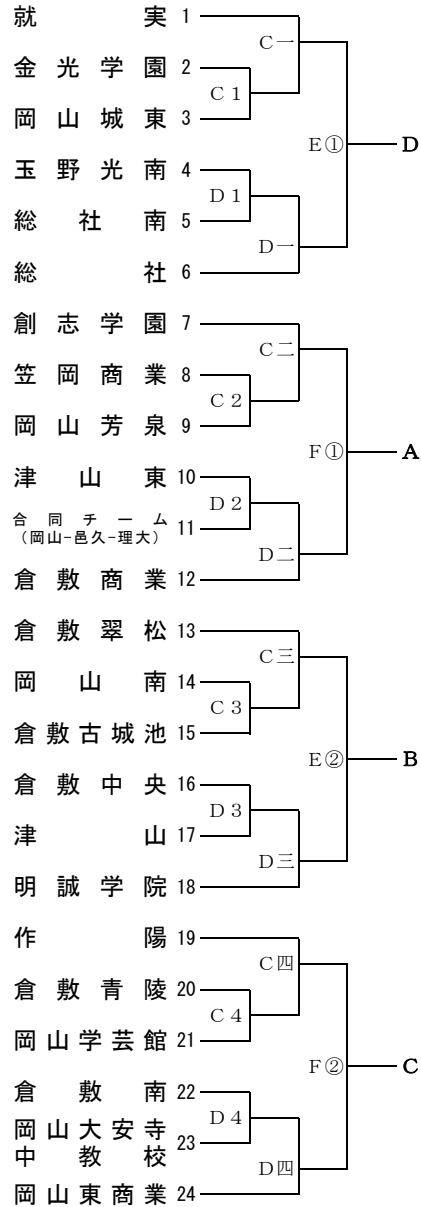 就実 1
C一
金光学園 2
C1
岡山城東 3
E① D
玉野光南 4
D1
総社南 5
D一
総社 6
創志学園 7
C二
笠岡商業 8
C2
岡山芳泉 9
F① A
津山東 10
D2
合同チーム
(岡山-邑久-理大) 11
D二
倉敷商業 12
倉敷翠松 13
C三
岡山南 14
C3
倉敷古城池 15
E② B
倉敷中央 16
D3
津山 17
D三
明誠学院 18
作陽 19
C四
倉敷青陵 20
C4
岡山学芸館 21
F② C
倉敷南 22
D4
岡山大安寺
中教校 23
D四
岡山東商業 24